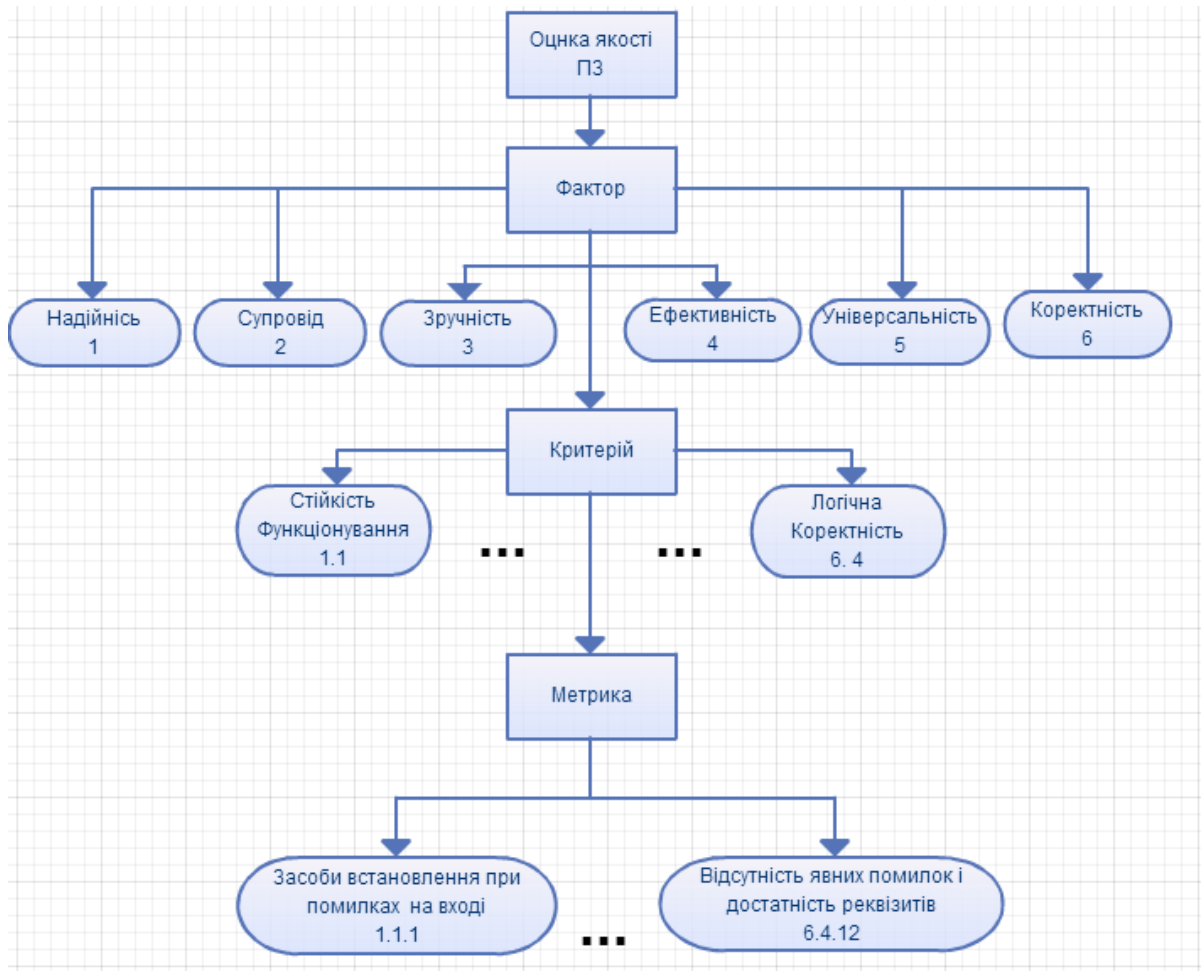 Оцнка якості
ПЗ
Фактор
Надійнісь
1
Супровід
2
Зручність
3
Ефективність
4
Універсальність
5
Коректність
6
Критерій
Стійкість
Функціонування
1.1
...
...
Логічна
Коректність
6. 4
Метрика
Засоби встановлення при
помилках на вході
1.1.1
...
Відсутність явних помилок і
достатність реквізитів
6.4.12